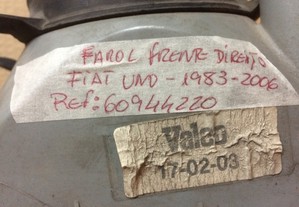 FAROL FRENTE DIREITO
FIAT UNO - 1983-2006
Ref: 60944220
Valeo
17-02-03